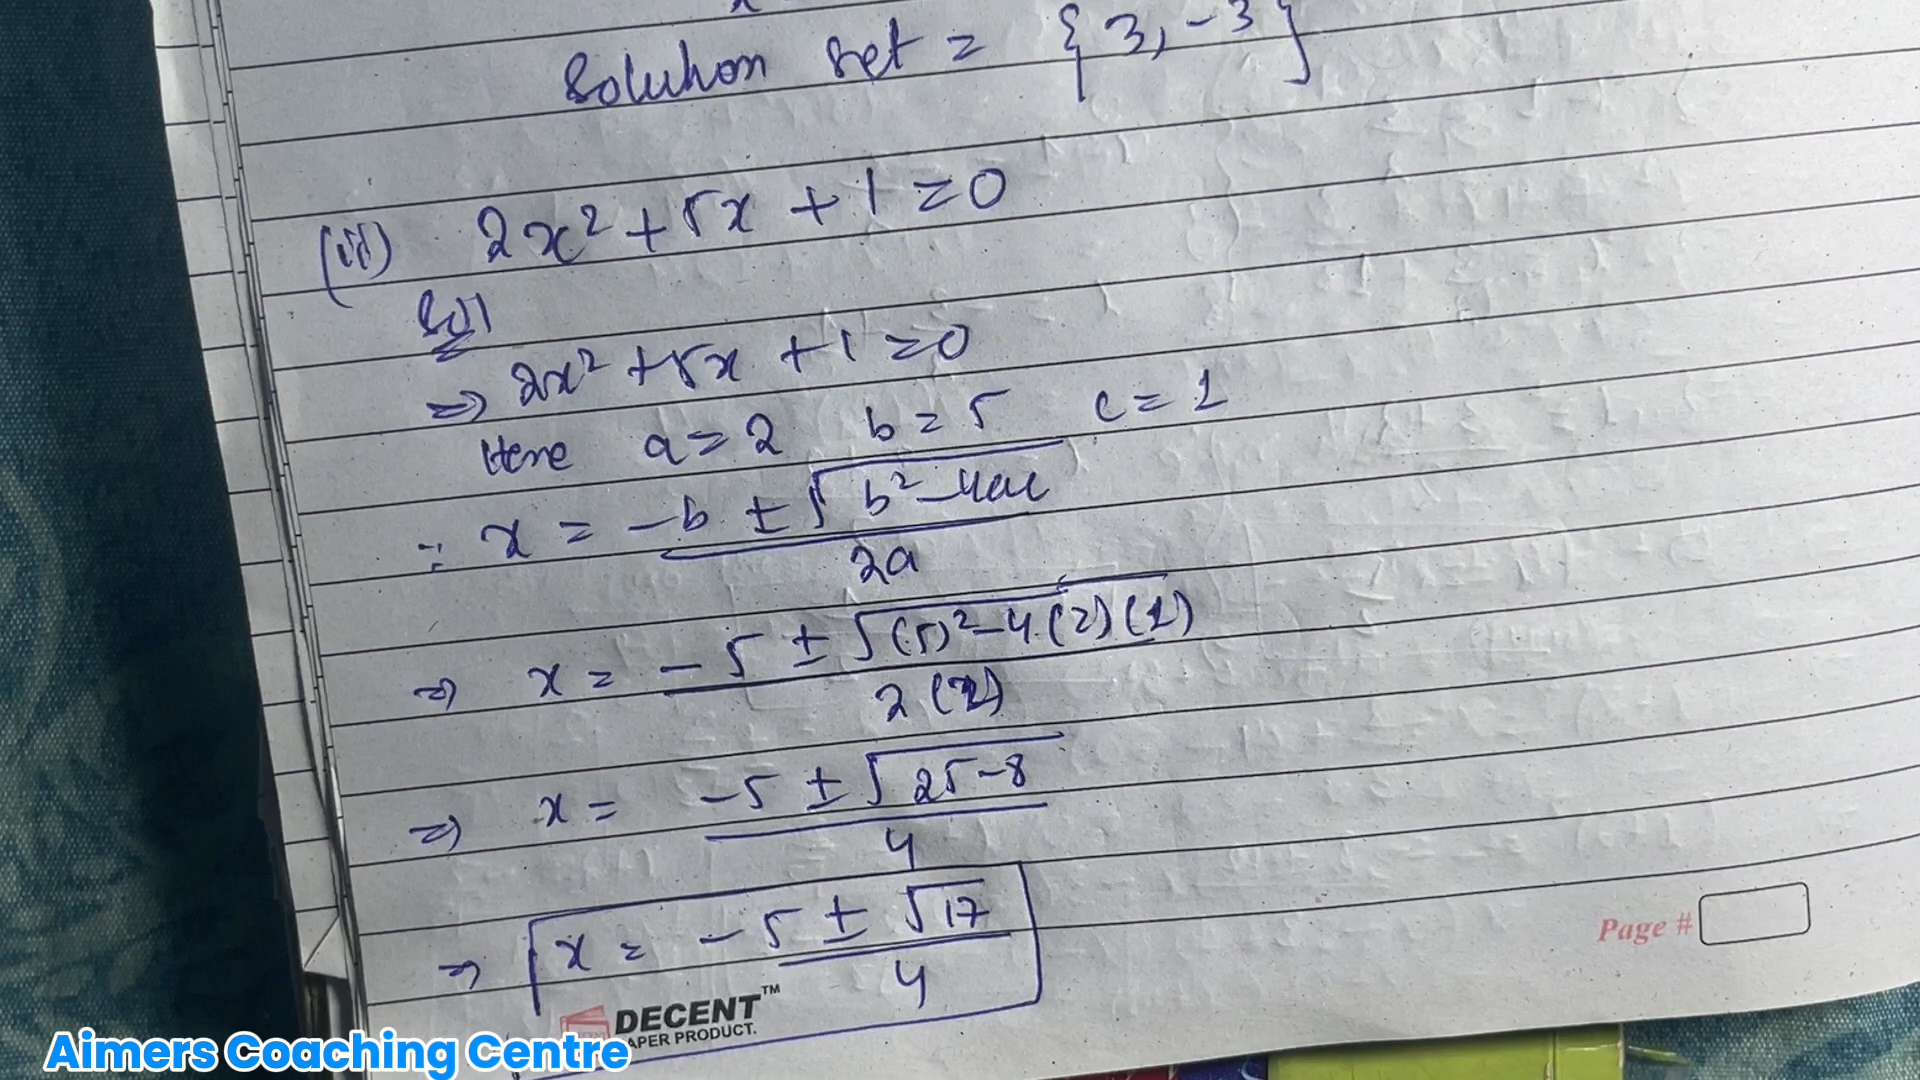 Solution set = {3, -3}
(iii) 2x² + 5x + 1 = 0
Sol
⇒ 2x² + 5x + 1 = 0
Here a = 2 b = 5 c = 1
∵ x = -b ± √b² - 4ac
2a
⇒ x = -5 ± √(5)² - 4(2)(1)
2(2)
⇒ x = -5 ± √25-8
4
⇒ x = -5 ± √17
4
Page #
DECENT™
APER PRODUCT.
Aimers Coaching Centre